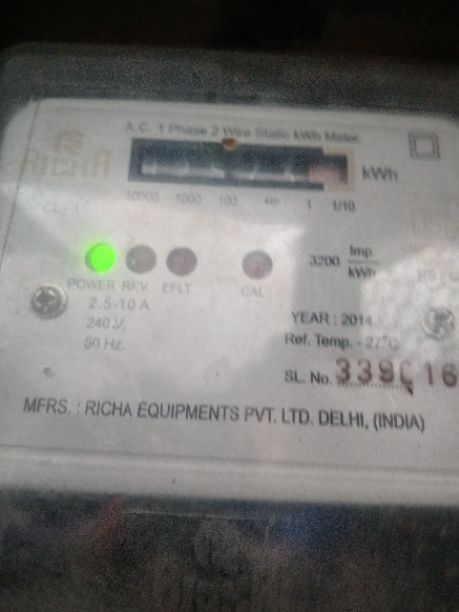 A.C. 1 Phase 2 Wire Static kWh Meter
RICHA
kWh
10000 1000 100 1 1/10
3200 Imp/kWh
POWER REV. EFLT CAL
2.5-10 A
240 V,
50 Hz.
YEAR : 2014
Ref. Temp. - 27°C
SL. No. 16
MFRS. : RICHA EQUIPMENTS PVT. LTD. DELHI, (INDIA)